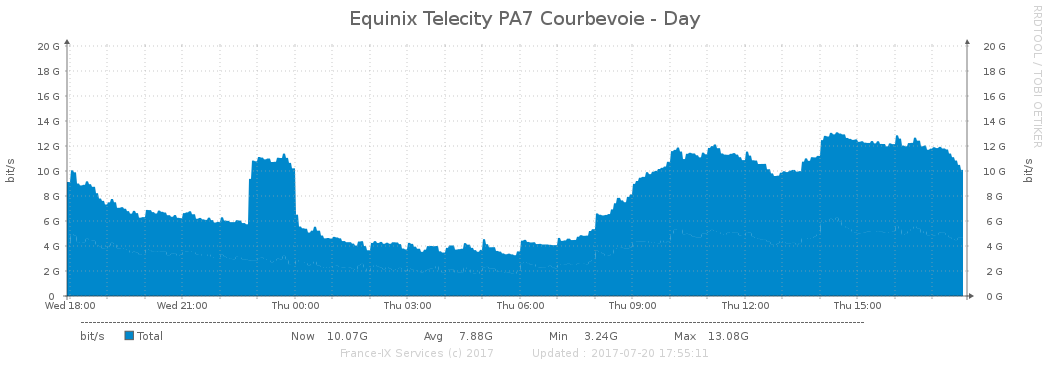 Equinix Telecity PA7 Courbevoie - Day
RRDTOOL / TOBI OETIKER
bit/s
20 G 20 G
18 G 18 G
16 G 16 G
14 G 14 G
12 G 12 G
10 G 10 G
8 G 8 G
6 G 6 G
4 G 4 G
2 G 2 G
0 0 G
bit/s
Wed 18:00 Wed 21:00 Thu 00:00 Thu 03:00 Thu 06:00 Thu 09:00 Thu 12:00 Thu 15:00
bit/s Total Now 10.07G Avg 7.88G Min 3.24G Max 13.08G
France-IX Services (c) 2017 Updated : 2017-07-20 17:55:11